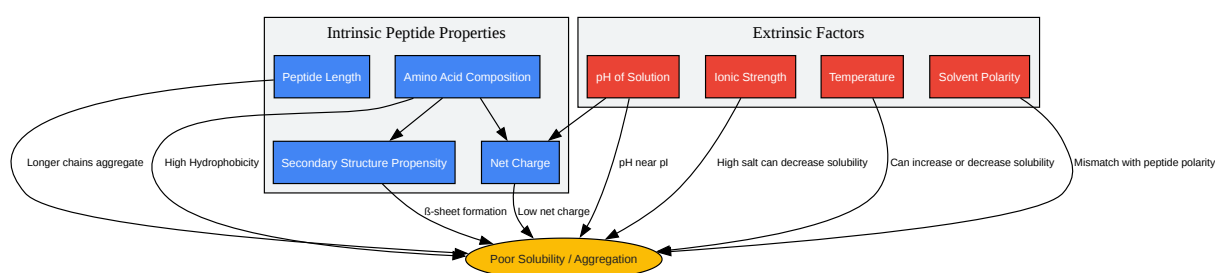 Intrinsic Peptide Properties
Extrinsic Factors
Peptide Length
Amino Acid Composition
pH of Solution
Ionic Strength
Temperature
Solvent Polarity
Longer chains aggregate
High Hydrophobicity
Secondary Structure Propensity
Net Charge
pH near pI
High salt can decrease solubility
Can increase or decrease solubility
Mismatch with peptide polarity
ß-sheet formation
Low net charge
Poor Solubility / Aggregation